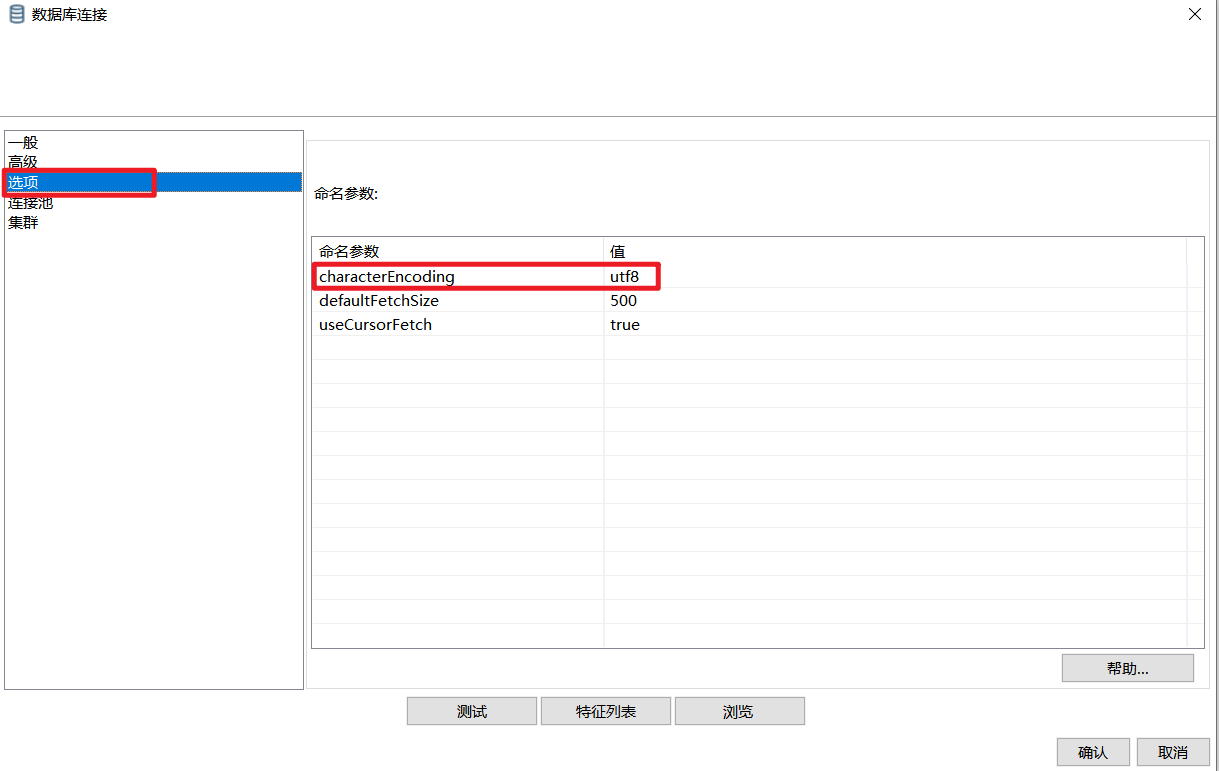 数据库连接
一般
高级
选项
连接池
集群
命名参数:
命名参数 值
characterEncoding utf8
defaultFetchSize 500
useCursorFetch true
帮助...
测试 特征列表 浏览
确认 取消